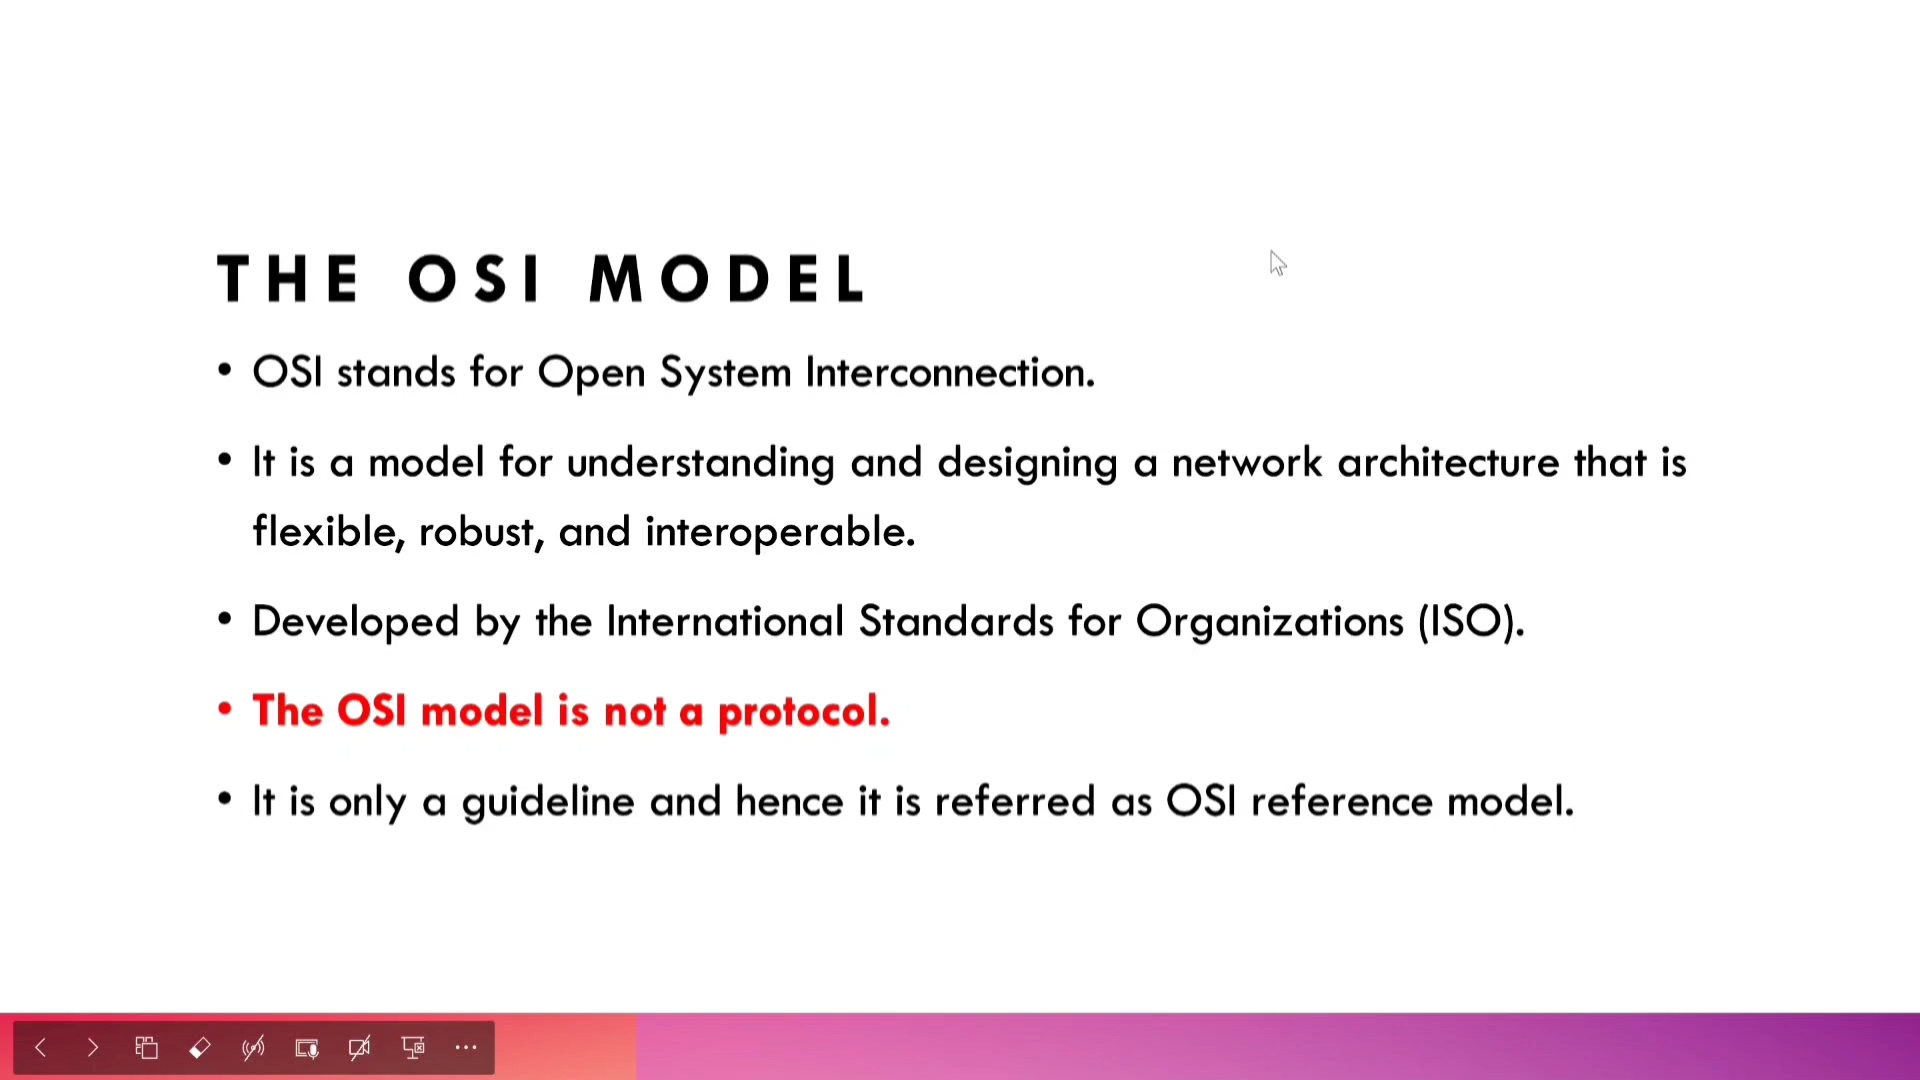 THE OSI MODEL
• OSI stands for Open System Interconnection.
• It is a model for understanding and designing a network architecture that is
flexible, robust, and interoperable.
• Developed by the International Standards for Organizations (ISO).
• The OSI model is not a protocol.
• It is only a guideline and hence it is referred as OSI reference model.